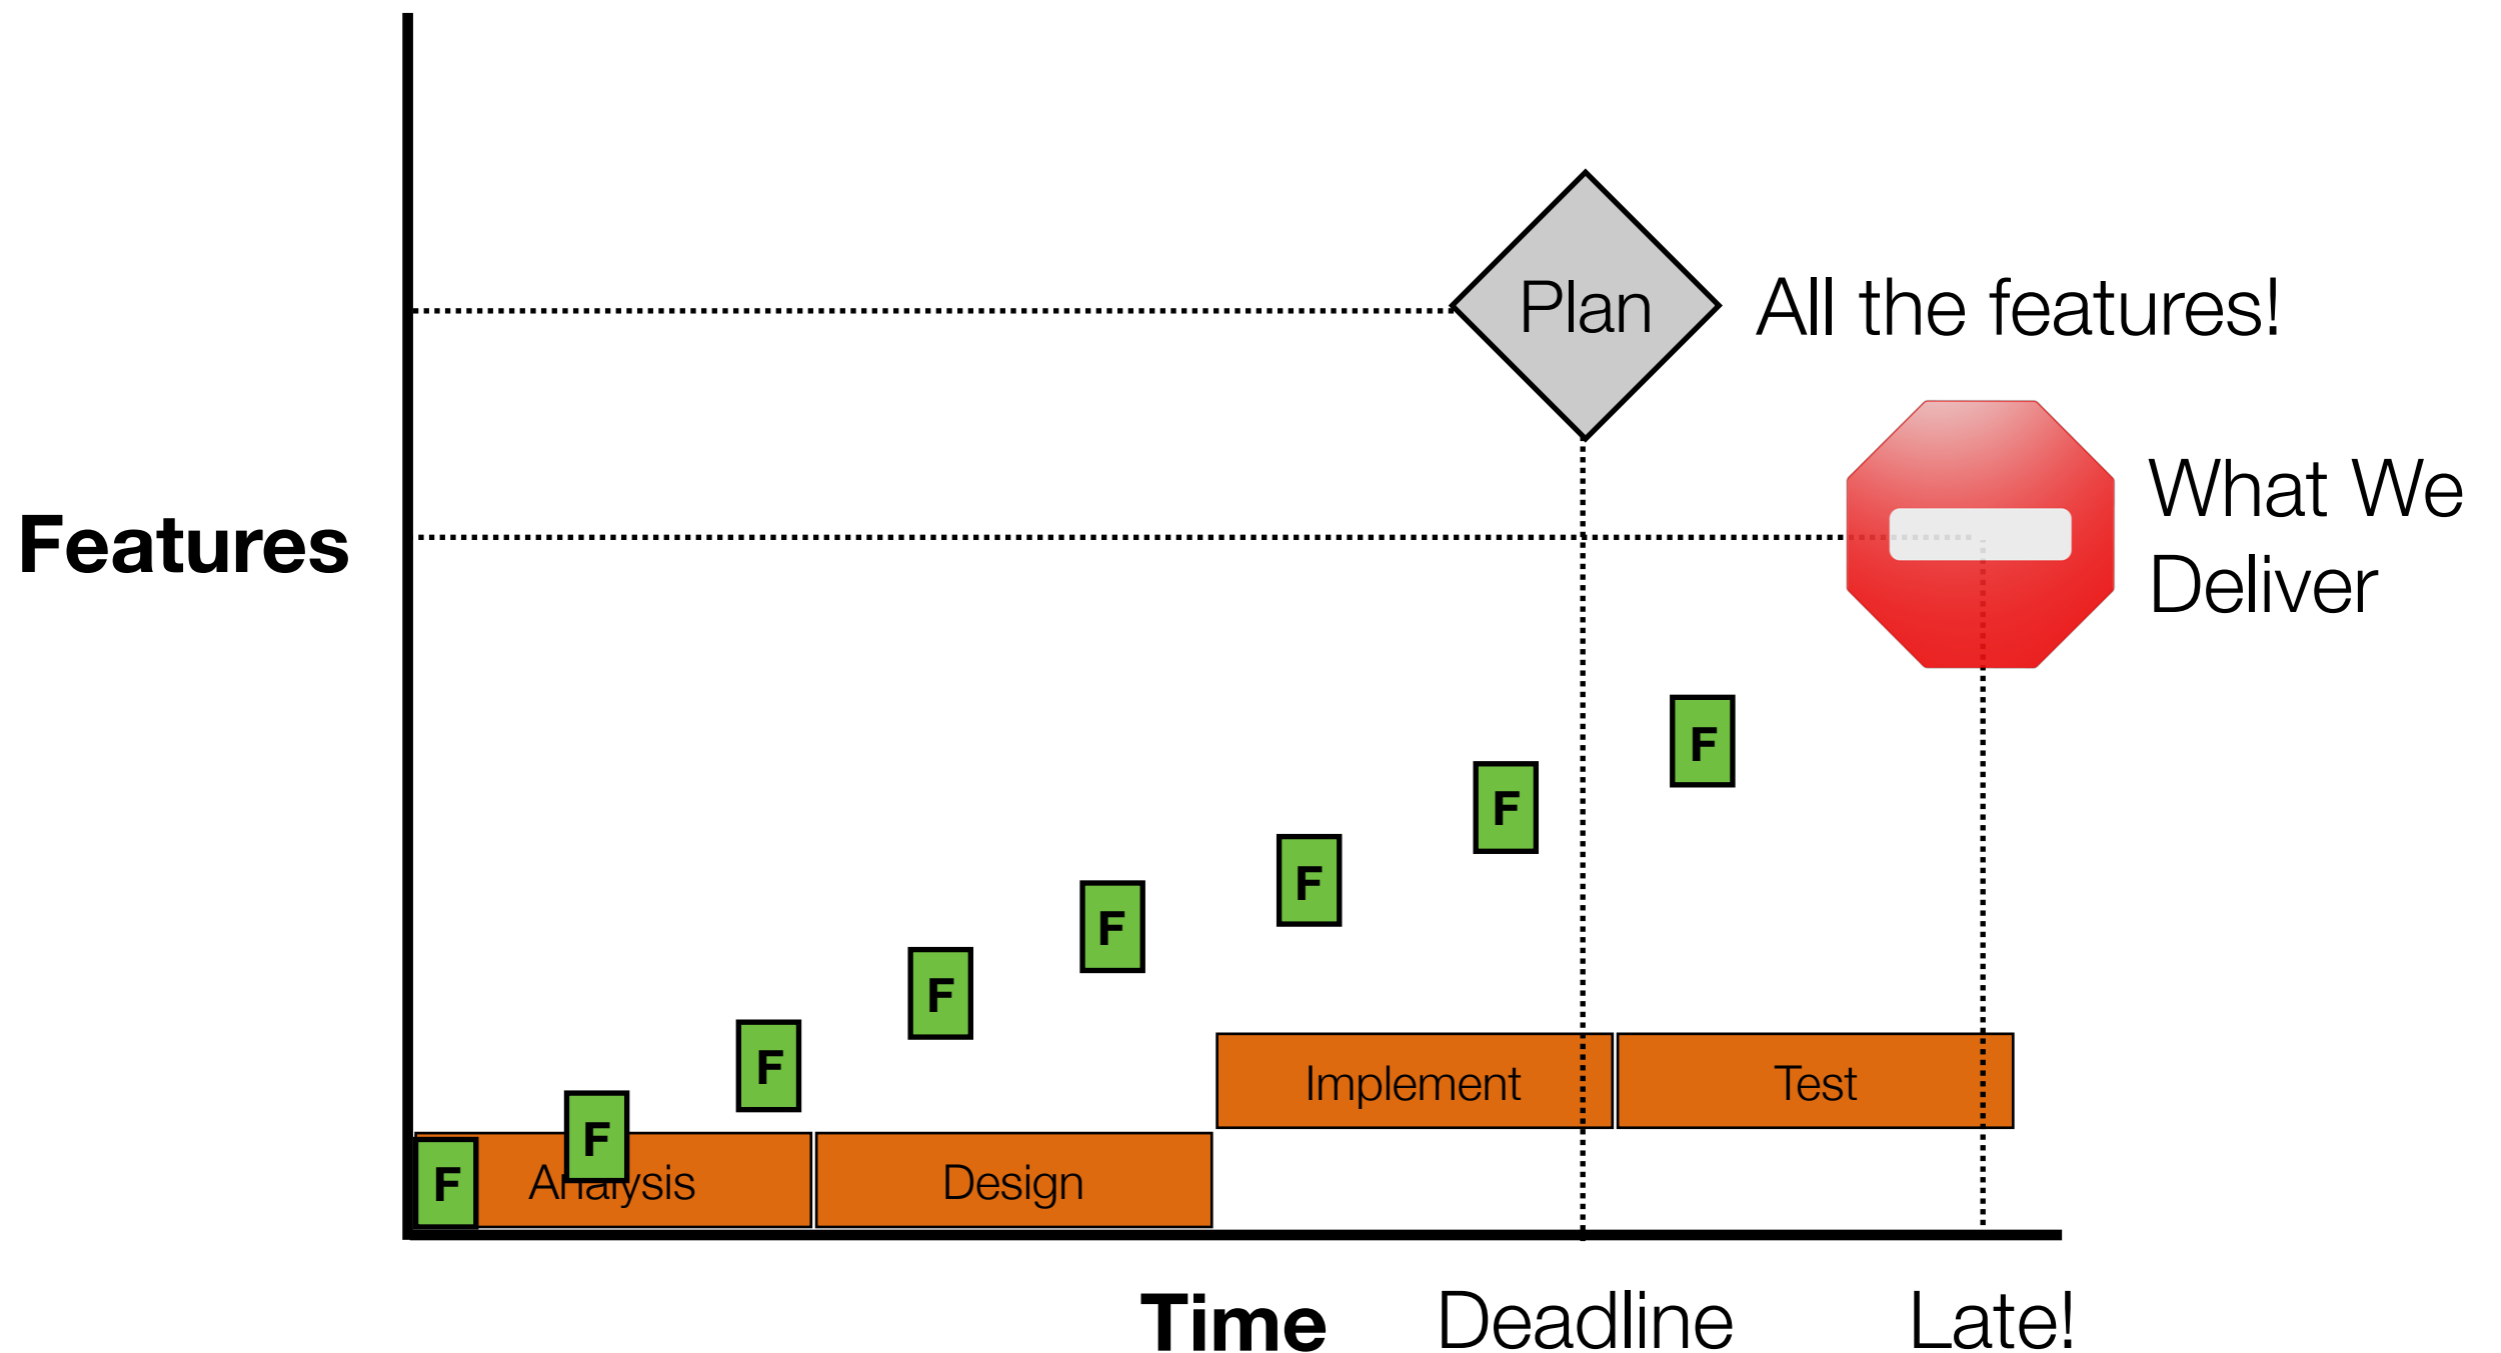 Plan
All the features!
What We
Deliver
Features
F
F
F
F
F
F
F
F
Implement
Test
F
Analysis
Design
Time
Deadline
Late!